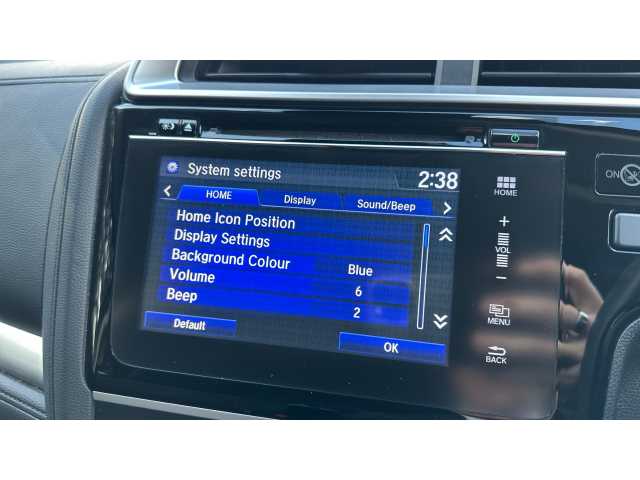 System settings
2:38
HOME
Display
Sound/Beep
Home Icon Position
Display Settings
Background Colour
Blue
Volume
6
Beep
2
Default
OK
HOME
+
VOL
−
MENU
BACK
ON